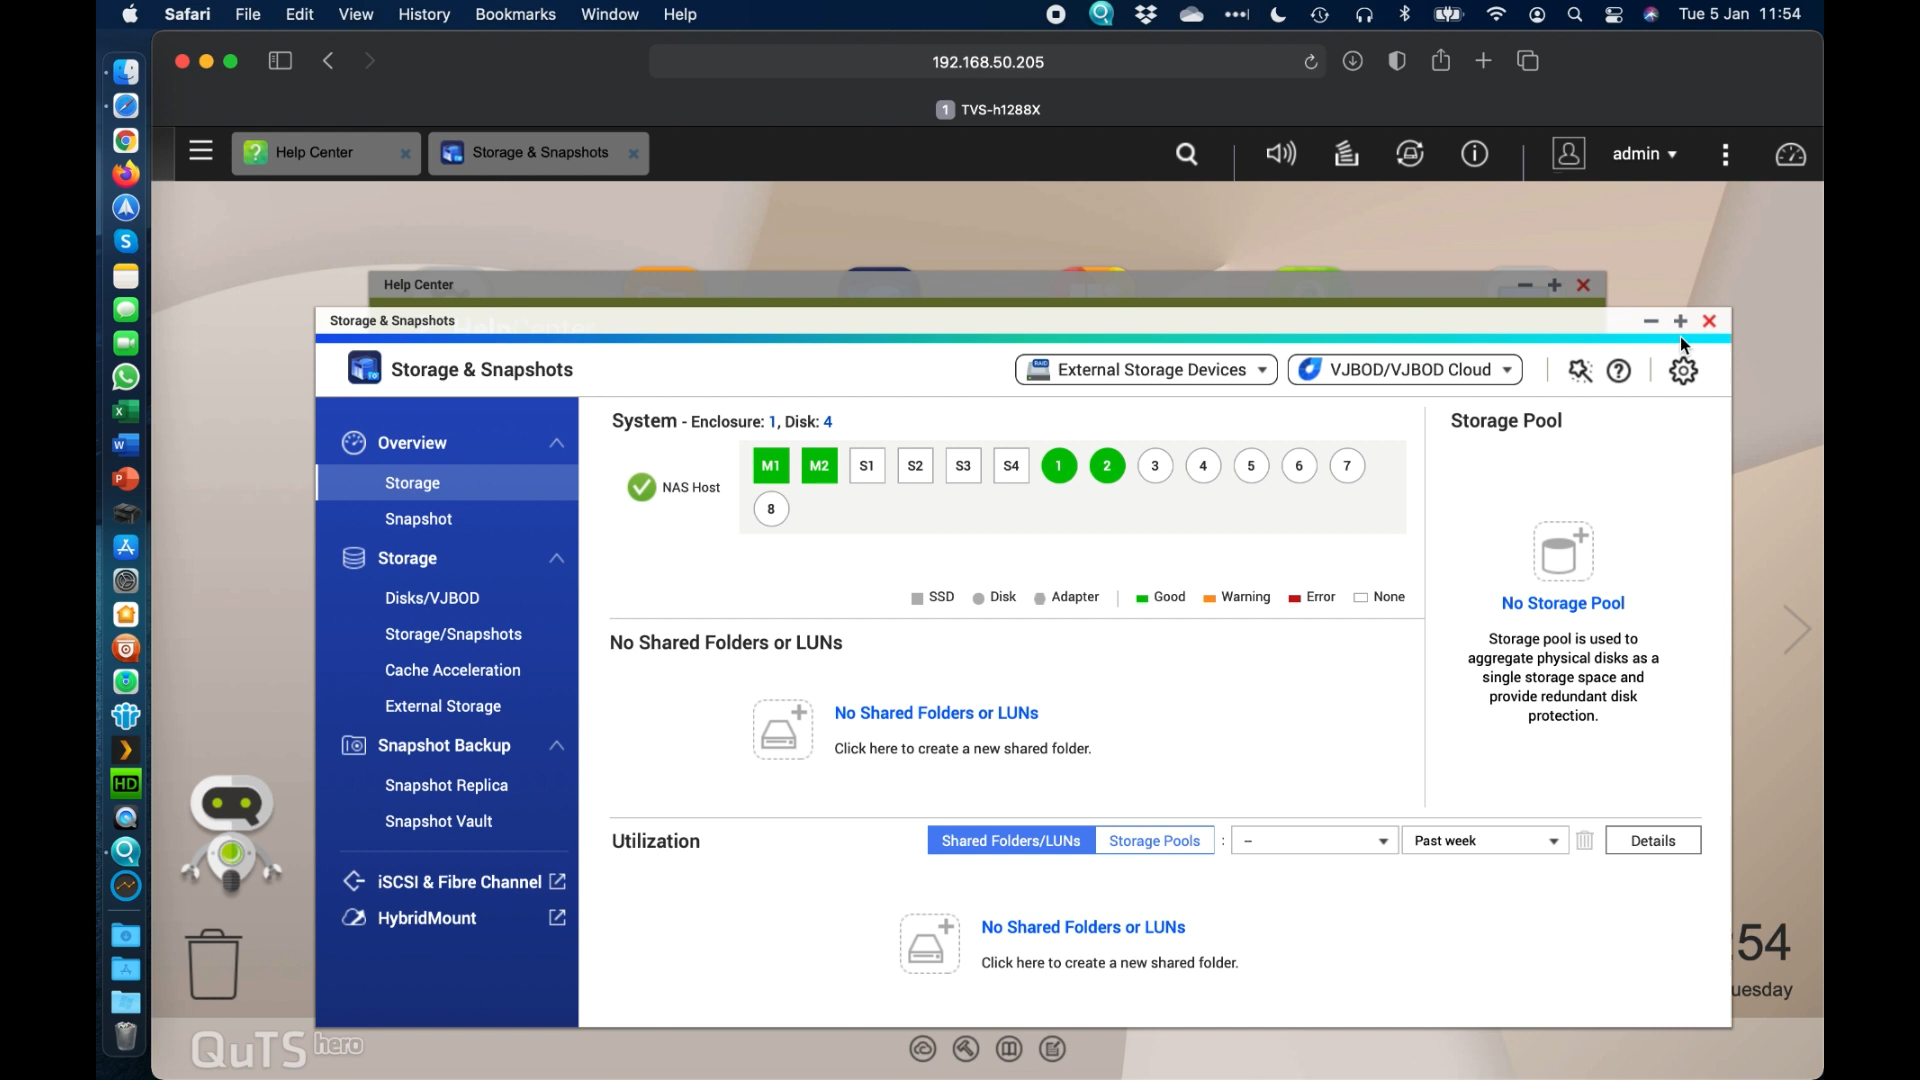 Safari File Edit View History Bookmarks Window Help Tue 5 Jan 11:54
192.168.50.205
1 TVS-h1288X
Help Center Storage & Snapshots admin
Help Center
Storage & Snapshots
Storage & Snapshots External Storage Devices VJBOD/VJBOD Cloud
Overview
Storage
Snapshot
Storage
Disks/VJBOD
Storage/Snapshots
Cache Acceleration
External Storage
Snapshot Backup
Snapshot Replica
Snapshot Vault
iSCSI & Fibre Channel
HybridMount
System - Enclosure: 1, Disk: 4
NAS Host
M1 M2 S1 S2 S3 S4 1 2 3 4 5 6 7
8
SSD Disk Adapter Good Warning Error None
No Shared Folders or LUNs
No Shared Folders or LUNs
Click here to create a new shared folder.
Storage Pool
No Storage Pool
Storage pool is used to
aggregate physical disks as a
single storage space and
provide redundant disk
protection.
Utilization Shared Folders/LUNs Storage Pools : -- Past week Details
No Shared Folders or LUNs
Click here to create a new shared folder.
:54
uesday
QuTS hero
HD